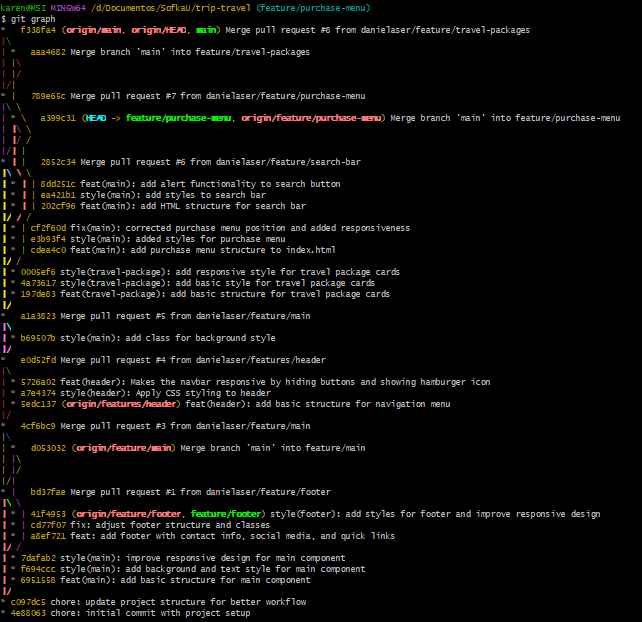 karen@MSI MINGW64 /d/Documentos/SofkaU/trip-travel (feature/purchase-menu)
$ git graph
*   f338fa4 (origin/main, origin/HEAD, main) Merge pull request #8 from danielaser/feature/travel-packages
|\
| *   aaa4682 Merge branch 'main' into feature/travel-packages
| |\
| |/
|/|
* |   789e65c Merge pull request #7 from danielaser/feature/purchase-menu
|\ \
| * \   a399c31 (HEAD -> feature/purchase-menu, origin/feature/purchase-menu) Merge branch 'main' into feature/purchase-menu
| |\ \
| |/ /
|/| |
* | |   2852c34 Merge pull request #6 from danielaser/feature/search-bar
|\ \ \
| * | | 8dd251c feat(main): add alert functionality to search button
| * | | ea421b1 style(main): add styles to search bar
| * | | 202cf96 feat(main): add HTML structure for search bar
|/ / /
| * | cf2f60d fix(main): corrected purchase menu position and added responsiveness
| * | e3b93f4 style(main): added styles for purchase menu
| * | cdea4c0 feat(main): add purchase menu structure to index.html
|/ /
| * 0005ef6 style(travel-package): add responsive style for travel package cards
| * 4a73617 style(travel-package): add basic style for travel package cards
| * 197de83 feat(travel-package): add basic structure for travel package cards
|/
*   a1a3823 Merge pull request #5 from danielaser/feature/main
|\
| * b69507b style(main): add class for background style
|/
*   e0d52fd Merge pull request #4 from danielaser/features/header
|\
| * 5726a02 feat(header): Makes the navbar responsive by hiding buttons and showing hamburger icon
| * a7e4374 style(header): Apply CSS styling to header
| * 5edc137 (origin/features/header) feat(header): add basic structure for navigation menu
|/
*   4cf6bc9 Merge pull request #3 from danielaser/feature/main
|\
| *   d053032 (origin/feature/main) Merge branch 'main' into feature/main
| |\
| |/
|/|
* |   bd37fae Merge pull request #1 from danielaser/feature/footer
|\ \
| * | 41f4953 (origin/feature/footer, feature/footer) style(footer): add styles for footer and improve responsive design
| * | cd77f07 fix: adjust footer structure and classes
| * | a8ef721 feat: add footer with contact info, social media, and quick links
|/ /
| * 7dafab2 style(main): improve responsive design for main component
| * f694ccc style(main): add background and text style for main component
| * 6951558 feat(main): add basic structure for main component
|/
* c097dc5 chore: update project structure for better workflow
* 4e88063 chore: initial commit with project setup